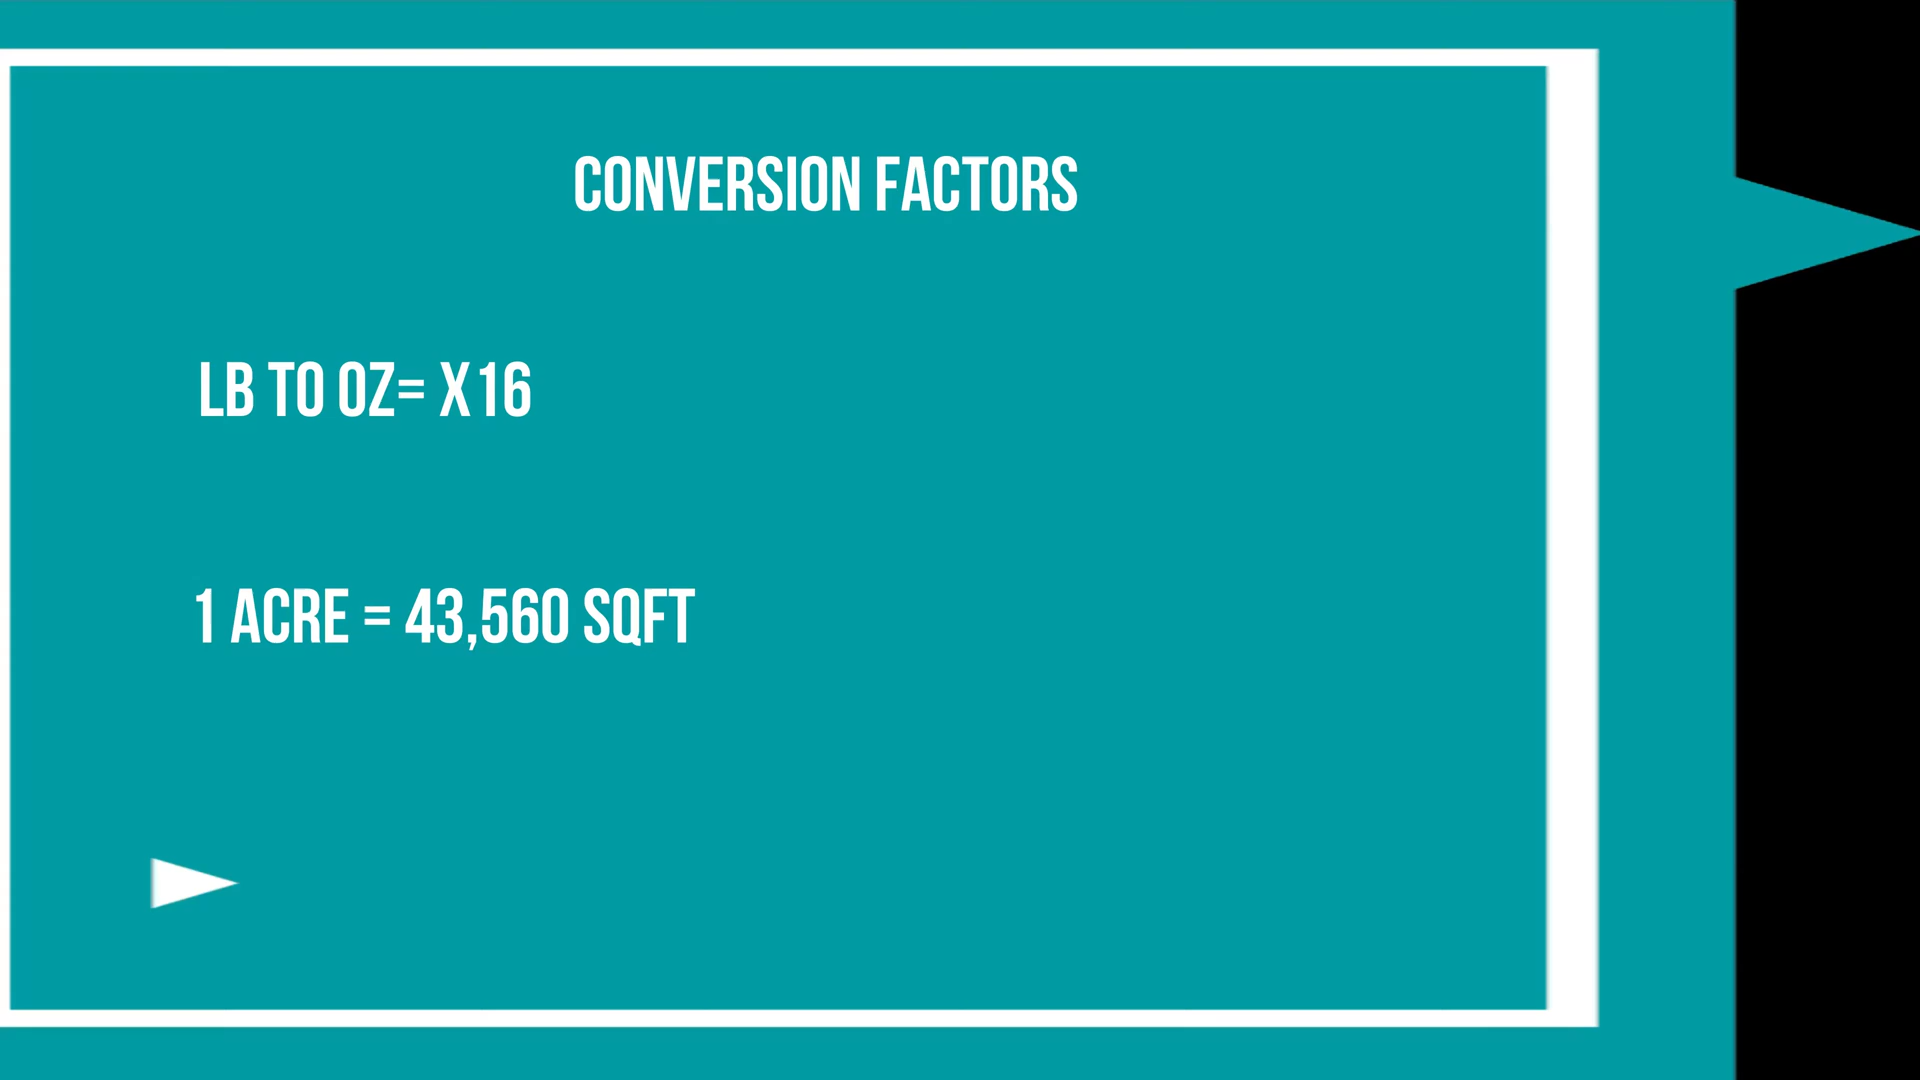 CONVERSION FACTORS
LB TO OZ= X16
1 ACRE = 43,560 SQFT